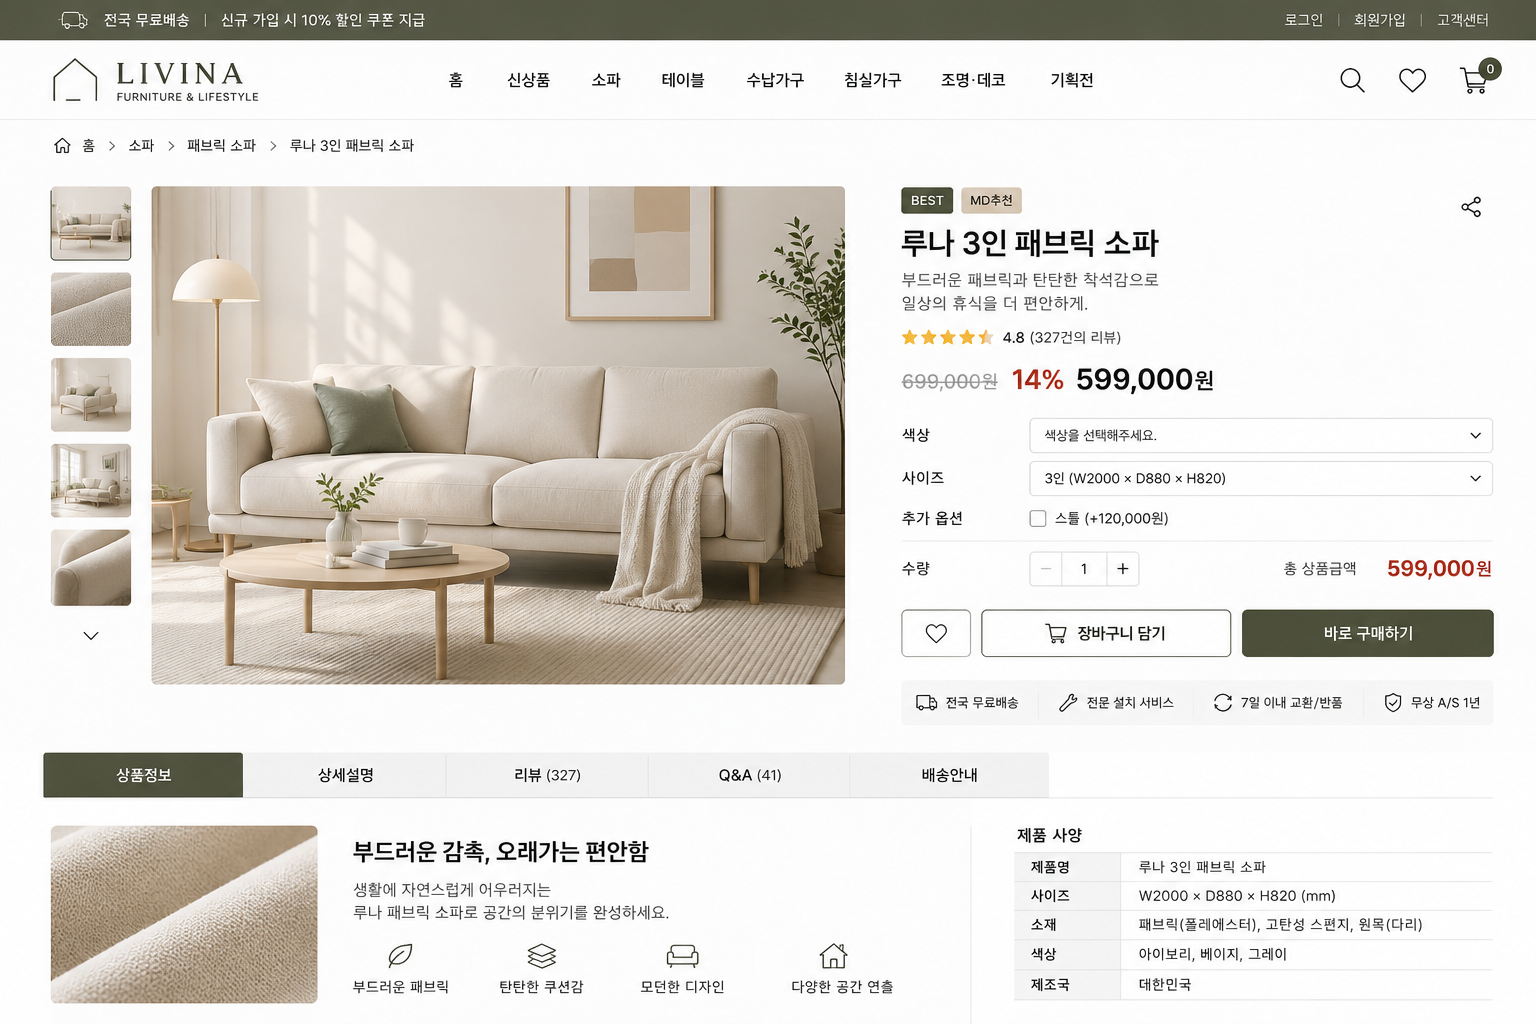 전국 무료배송 | 신규 가입 시 10% 할인 쿠폰 지급
로그인 | 회원가입 | 고객센터
LIVINA
FURNITURE & LIFESTYLE
홈 신상품 소파 테이블 수납가구 침실가구 조명·데코 기획전
0
홈 > 소파 > 패브릭 소파 > 루나 3인 패브릭 소파
BEST MD추천
루나 3인 패브릭 소파
부드러운 패브릭과 탄탄한 착석감으로
일상의 휴식을 더 편안하게.
4.8 (327건의 리뷰)
699,000원 14% 599,000원
색상 색상을 선택해주세요.
사이즈 3인 (W2000 × D880 × H820)
추가 옵션 스툴 (+120,000원)
수량 − 1 + 총 상품금액 599,000원
장바구니 담기 바로 구매하기
전국 무료배송 전문 설치 서비스 7일 이내 교환/반품 무상 A/S 1년
상품정보 상세설명 리뷰 (327) Q&A (41) 배송안내
부드러운 감촉, 오래가는 편안함
생활에 자연스럽게 어우러지는
루나 패브릭 소파로 공간의 분위기를 완성하세요.
부드러운 패브릭 탄탄한 쿠션감 모던한 디자인 다양한 공간 연출
제품 사양
제품명 루나 3인 패브릭 소파
사이즈 W2000 × D880 × H820 (mm)
소재 패브릭(폴레애스터), 고탄성 스펀지, 원목(다리)
색상 아이보리, 베이지, 그레이
제조국 대한민국